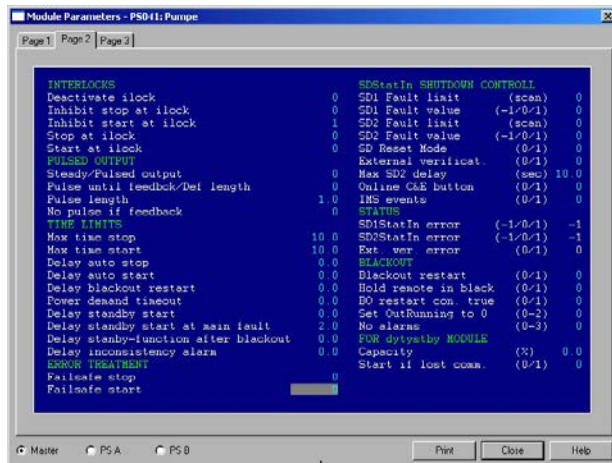 Module Parameters - PS041: Pumpe
Page 1 Page 2 Page 3
INTERLOCKS
Deactivate ilock 0
Inhibit stop at ilock 0
Inhibit start at ilock 1
Stop at ilock 0
Start at ilock 0
PULSED OUTPUT
Steady/Pulsed output 0
Pulse until feedbck/Def length 0
Pulse length 1.0
No pulse if feedback 0
TIME LIMITS
Max time stop 10.0
Max time start 10.0
Delay auto stop 0.0
Delay auto start 0.0
Delay blackout restart 0.0
Power demand timeout 0.0
Delay standby start 0.0
Delay standby start at main fault 2.0
Delay stanby-function after blackout 0.0
Delay inconsistency alarm 0.0
ERROR TREATMENT
Failsafe stop 0
Failsafe start 0
SDStatIn SHUTDOWN CONTROLL
SD1 Fault limit (scan) 0
SD1 Fault value (-1/0/1) 0
SD2 Fault limit (scan) 0
SD2 Fault value (-1/0/1) 0
SD Reset Mode (0/1) 0
External verificat. (0/1) 0
Max SD2 delay (sec) 10.0
Online C&E button (0/1) 0
IMS events (0/1) 0
STATUS
SD1StatIn error (-1/0/1) -1
SD2StatIn error (-1/0/1) -1
Ext. ver. error (0/1) 0
BLACKOUT
Blackout restart (0/1) 0
Hold remote in black (0/1) 0
BO restart con. true (0/1) 0
Set OutRunning to 0 (0-2) 0
No alarms (0-3) 0
FOR dytystby MODULE
Capacity (%) 0.0
Start if lost comm. (0/1) 0
Master PS A PS B Print Close Help